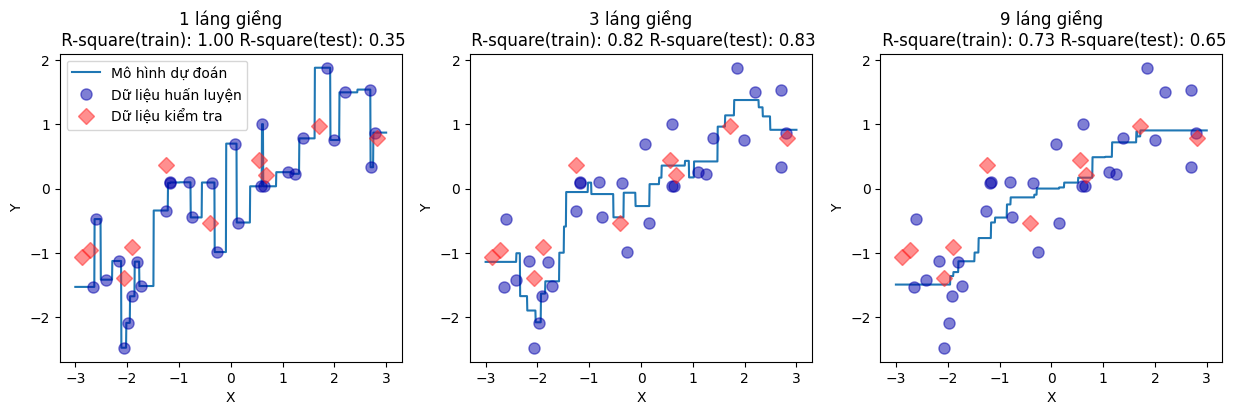 1 láng giềng
R-square(train): 1.00 R-square(test): 0.35
2
1
0
−1
−2
Y
Mô hình dự đoán
Dữ liệu huấn luyện
Dữ liệu kiểm tra
−3 −2 −1 0 1 2 3
X
3 láng giềng
R-square(train): 0.82 R-square(test): 0.83
2
1
0
−1
−2
Y
−3 −2 −1 0 1 2 3
X
9 láng giềng
R-square(train): 0.73 R-square(test): 0.65
2
1
0
−1
−2
Y
−3 −2 −1 0 1 2 3
X